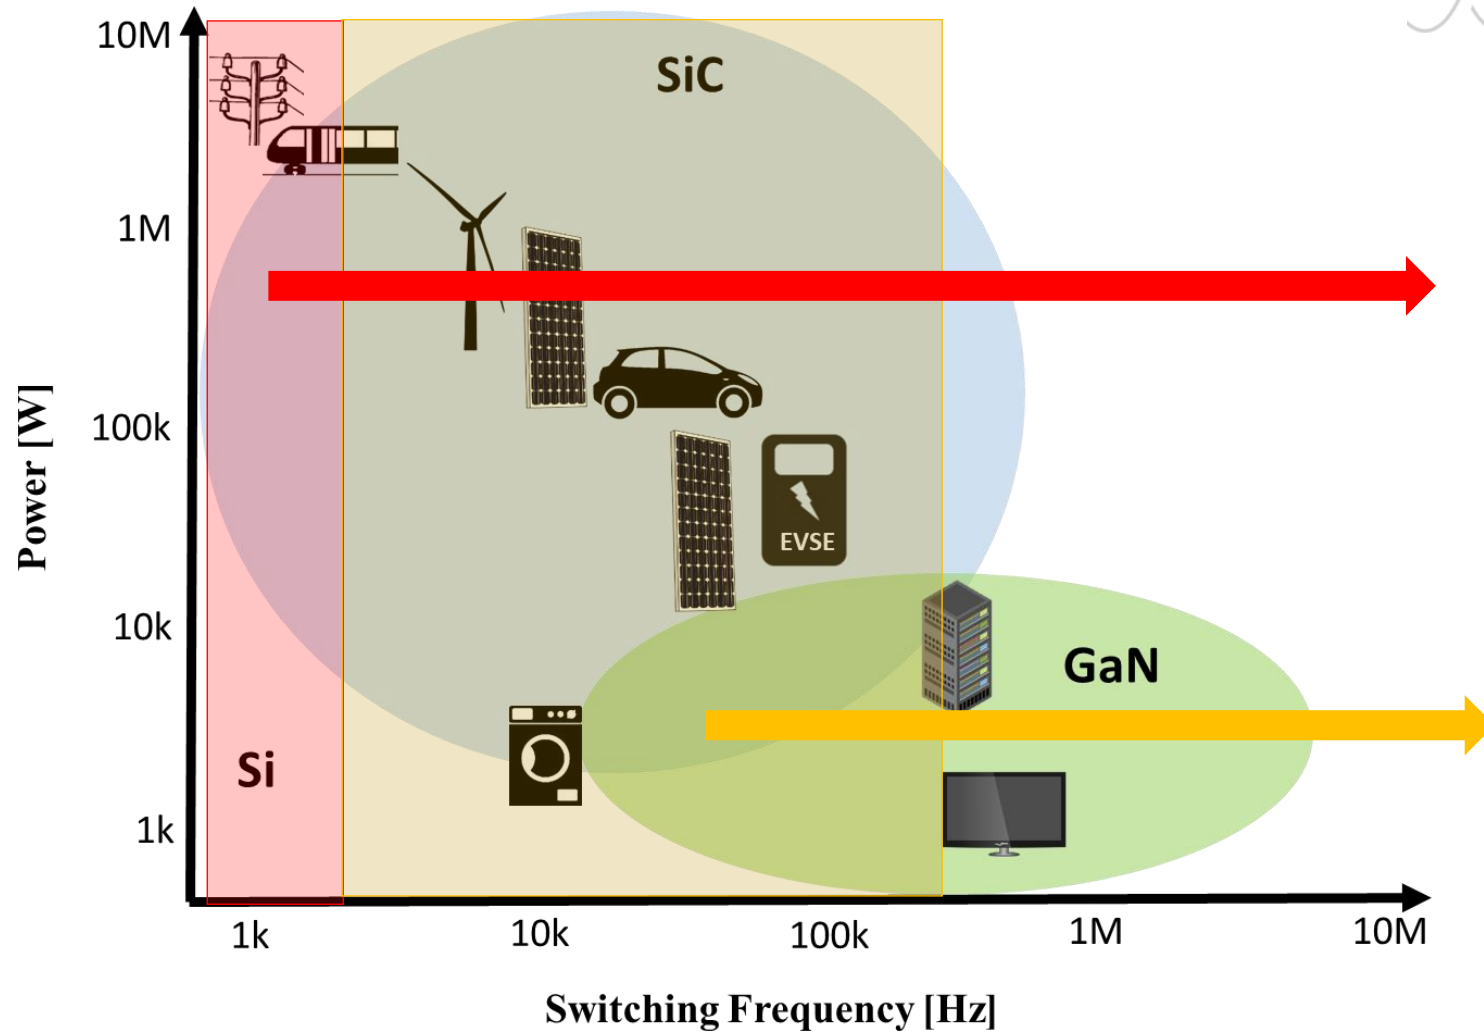 10M
SiC
1M
100k
EVSE
10k
GaN
Si
1k
Power [W]
1k
10k
100k
1M
10M
Switching Frequency [Hz]